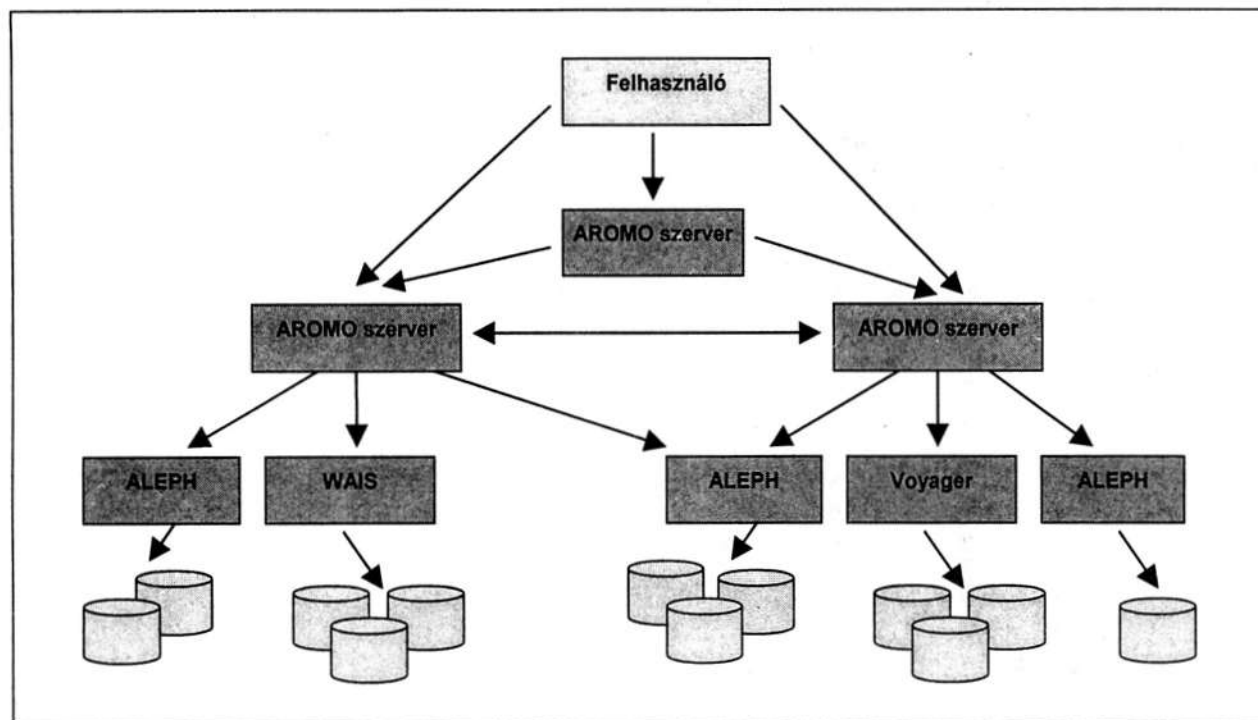 Felhasználó
AROMO szerver
AROMO szerver
AROMO szerver
ALEPH
WAIS
ALEPH
Voyager
ALEPH